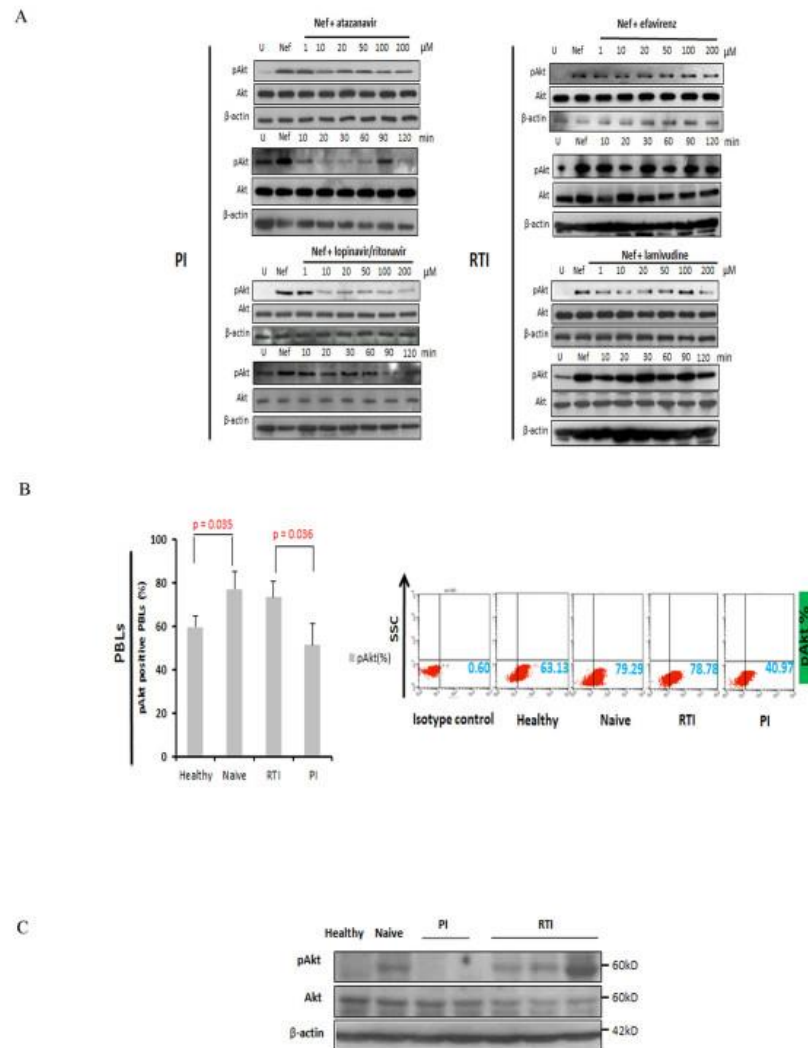 A
Nef + atazanavir
U Nef 1 10 20 50 100 200 µM
pAkt
Akt
β-actin
U Nef 10 20 30 60 90 120 min
pAkt
Akt
β-actin
PI
Nef + lopinavir/ritonavir
U Nef 1 10 20 50 100 200 µM
pAkt
Akt
β-actin
U Nef 10 20 30 60 90 120 min
pAkt
Akt
β-actin
Nef + efavirenz
U Nef 1 10 20 50 100 200 µM
pAkt
Akt
β-actin
U Nef 10 20 30 60 90 120 min
pAkt
Akt
β-actin
RTI
Nef + lamivudine
U Nef 1 10 20 50 100 200 µM
pAkt
Akt
β-actin
U Nef 10 20 30 60 90 120 min
pAkt
Akt
β-actin
B
p = 0.035
p = 0.036
PBLs
pAkt positive PBLs (%)
100
80
60
40
20
0
Healthy Naive RTI PI
pAkt(%)
SSC
0.60 63.13 79.29 78.78 40.97
pAkt %
Isotype control Healthy Naive RTI PI
C
Healthy Naive PI RTI
pAkt 60kD
Akt 60kD
β-actin 42kD